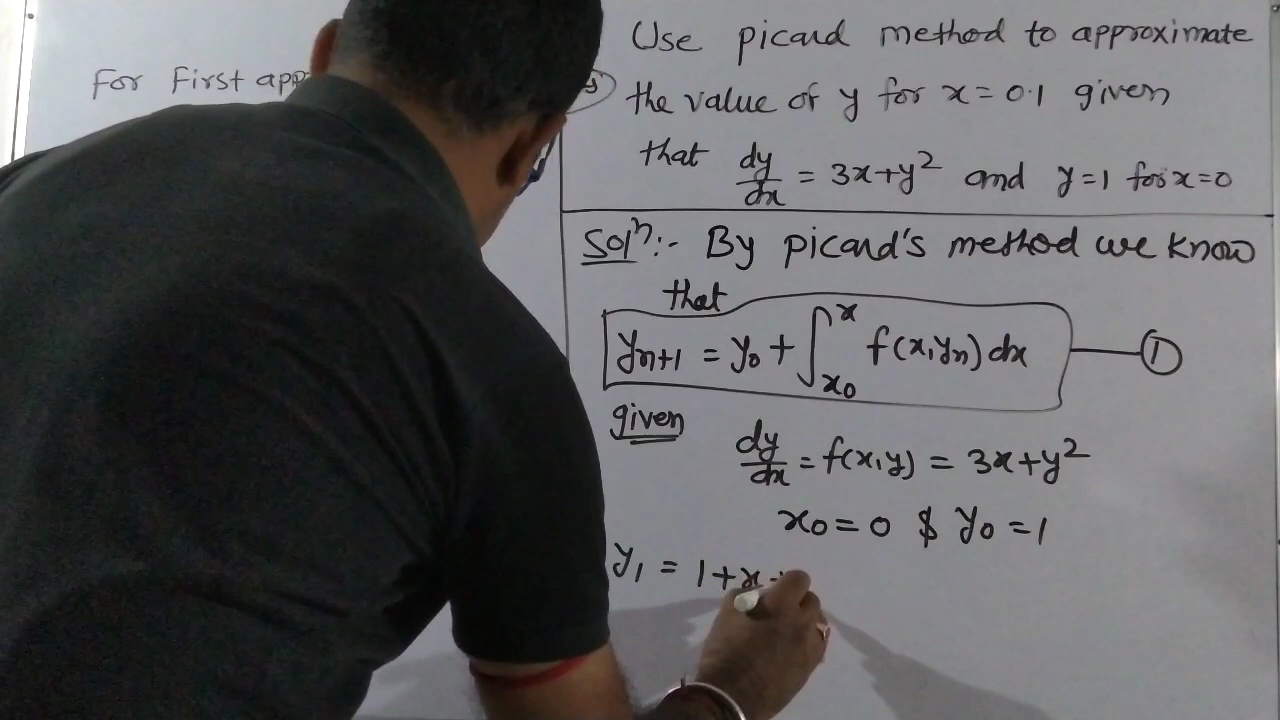 For First app
Use picard method to approximate
the value of y for x = 0.1 given
that dy/dx = 3x+y² and y=1 for x=0
Solⁿ:- By picard's method we know
that
yₙ₊₁ = y₀ + ∫ₓ₀ˣ f(x,yₙ) dx — ①
given
dy/dx = f(x,y) = 3x+y²
x₀ = 0 $ y₀ = 1
y₁ = 1+x